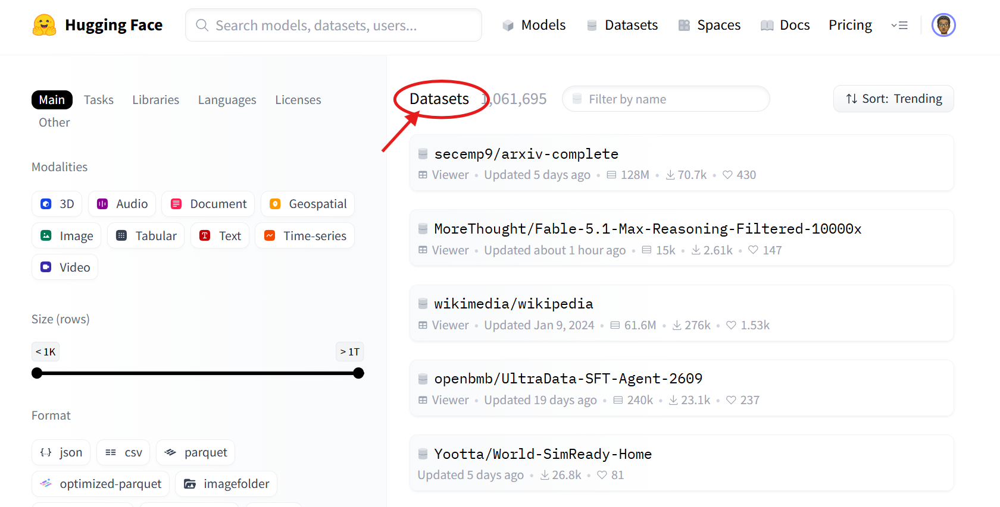 Hugging Face
Search models, datasets, users...
Models
Datasets
Spaces
Docs
Pricing
Main
Tasks
Libraries
Languages
Licenses
Other
Modalities
3D
Audio
Document
Geospatial
Image
Tabular
Text
Time-series
Video
Size (rows)
< 1K
> 1T
Format
json
csv
parquet
optimized-parquet
imagefolder
Datasets 1,061,695
Filter by name
Sort: Trending
secemp9/arxiv-complete
Viewer • Updated 5 days ago • 128M • 70.7k • 430
MoreThought/Fable-5.1-Max-Reasoning-Filtered-10000x
Viewer • Updated about 1 hour ago • 15k • 2.61k • 147
wikimedia/wikipedia
Viewer • Updated Jan 9, 2024 • 61.6M • 276k • 1.53k
openbmb/UltraData-SFT-Agent-2609
Viewer • Updated 19 days ago • 240k • 23.1k • 237
Yootta/World-SimReady-Home
Updated 5 days ago • 26.8k • 81